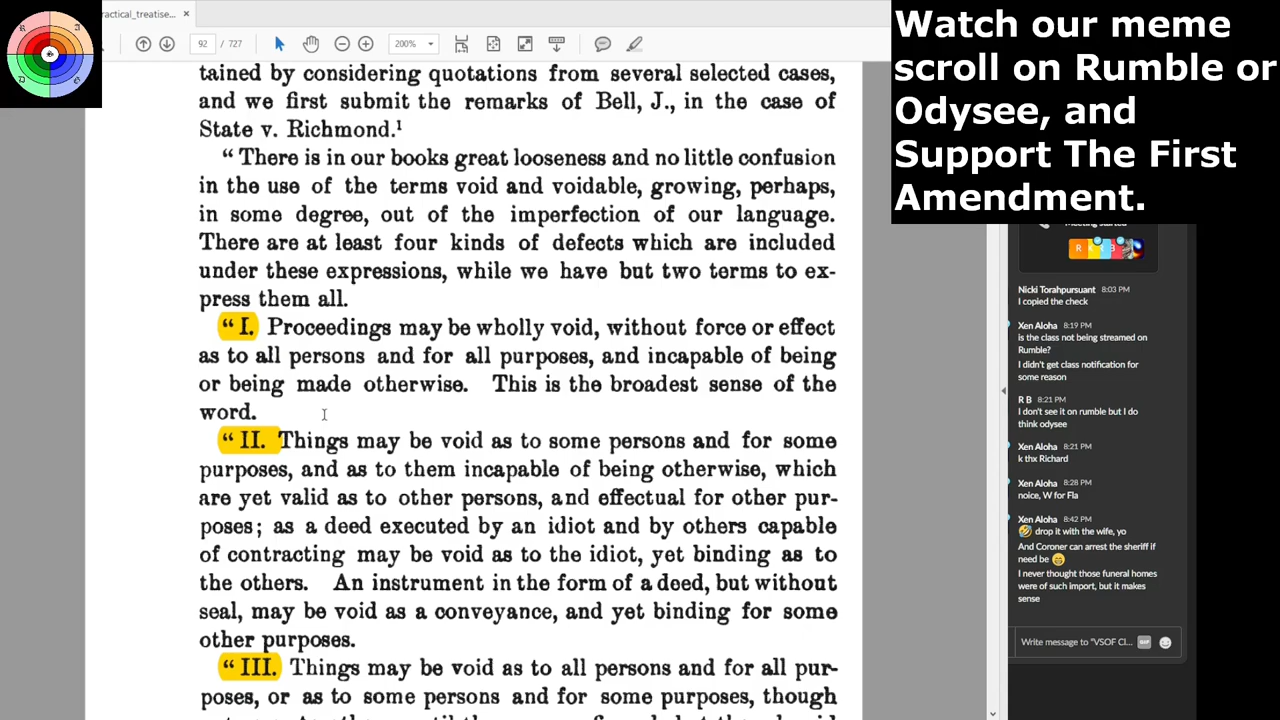 ractical_treatise...
92 / 727
200%
tained by considering quotations from several selected cases,
and we first submit the remarks of Bell, J., in the case of
State v. Richmond.¹
“ There is in our books great looseness and no little confusion
in the use of the terms void and voidable, growing, perhaps,
in some degree, out of the imperfection of our language.
There are at least four kinds of defects which are included
under these expressions, while we have but two terms to ex-
press them all.
“ I. Proceedings may be wholly void, without force or effect
as to all persons and for all purposes, and incapable of being
or being made otherwise. This is the broadest sense of the
word.
“ II. Things may be void as to some persons and for some
purposes, and as to them incapable of being otherwise, which
are yet valid as to other persons, and effectual for other pur-
poses; as a deed executed by an idiot and by others capable
of contracting may be void as to the idiot, yet binding as to
the others. An instrument in the form of a deed, but without
seal, may be void as a conveyance, and yet binding for some
other purposes.
“ III. Things may be void as to all persons and for all pur-
poses, or as to some persons and for some purposes, though
Watch our meme
scroll on Rumble or
Odysee, and
Support The First
Amendment.
Meeting started
Nicki Torahpursuant 8:03 PM
I copied the check
Xen Aloha 8:19 PM
is the class not being streamed on
Rumble?
I didn't get class notification for
some reason
R B 8:21 PM
I don't see it on rumble but I do
think odysee
Xen Aloha 8:21 PM
k thx Richard
Xen Aloha 8:28 PM
noice, W for Fla
Xen Aloha 8:42 PM
🤣 drop it with the wife, yo
And Coroner can arrest the sheriff if
need be 😁
I never thought those funeral homes
were of such import, but it makes
sense
Write message to "VSOF Cl...